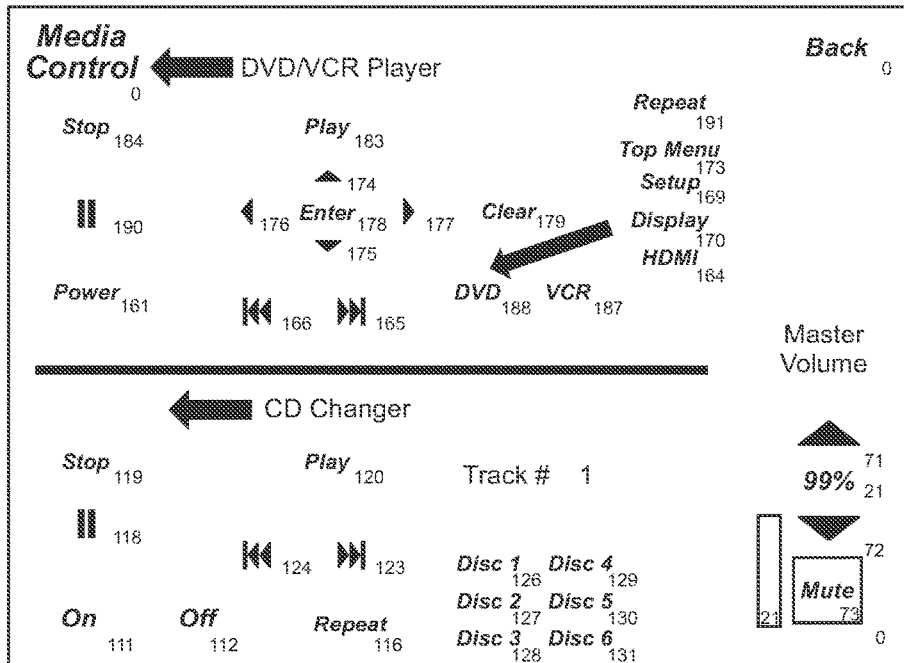 Media
Control 0
DVD/VCR Player
Back 0
Stop 184
Play 183
Repeat 191
Top Menu 173
Setup 169
Display 170
HDMI 164
174
190
176 Enter 178 177
Clear 179
175
Power 161
166
165
DVD 188
VCR 187
Master
Volume
CD Changer
Stop 119
Play 120
Track # 1
71
99% 21
118
72
124
123
Disc 1 126
Disc 4 129
Disc 2 127
Disc 5 130
Disc 3 128
Disc 6 131
On 111
Off 112
Repeat 116
21
Mute 73
0